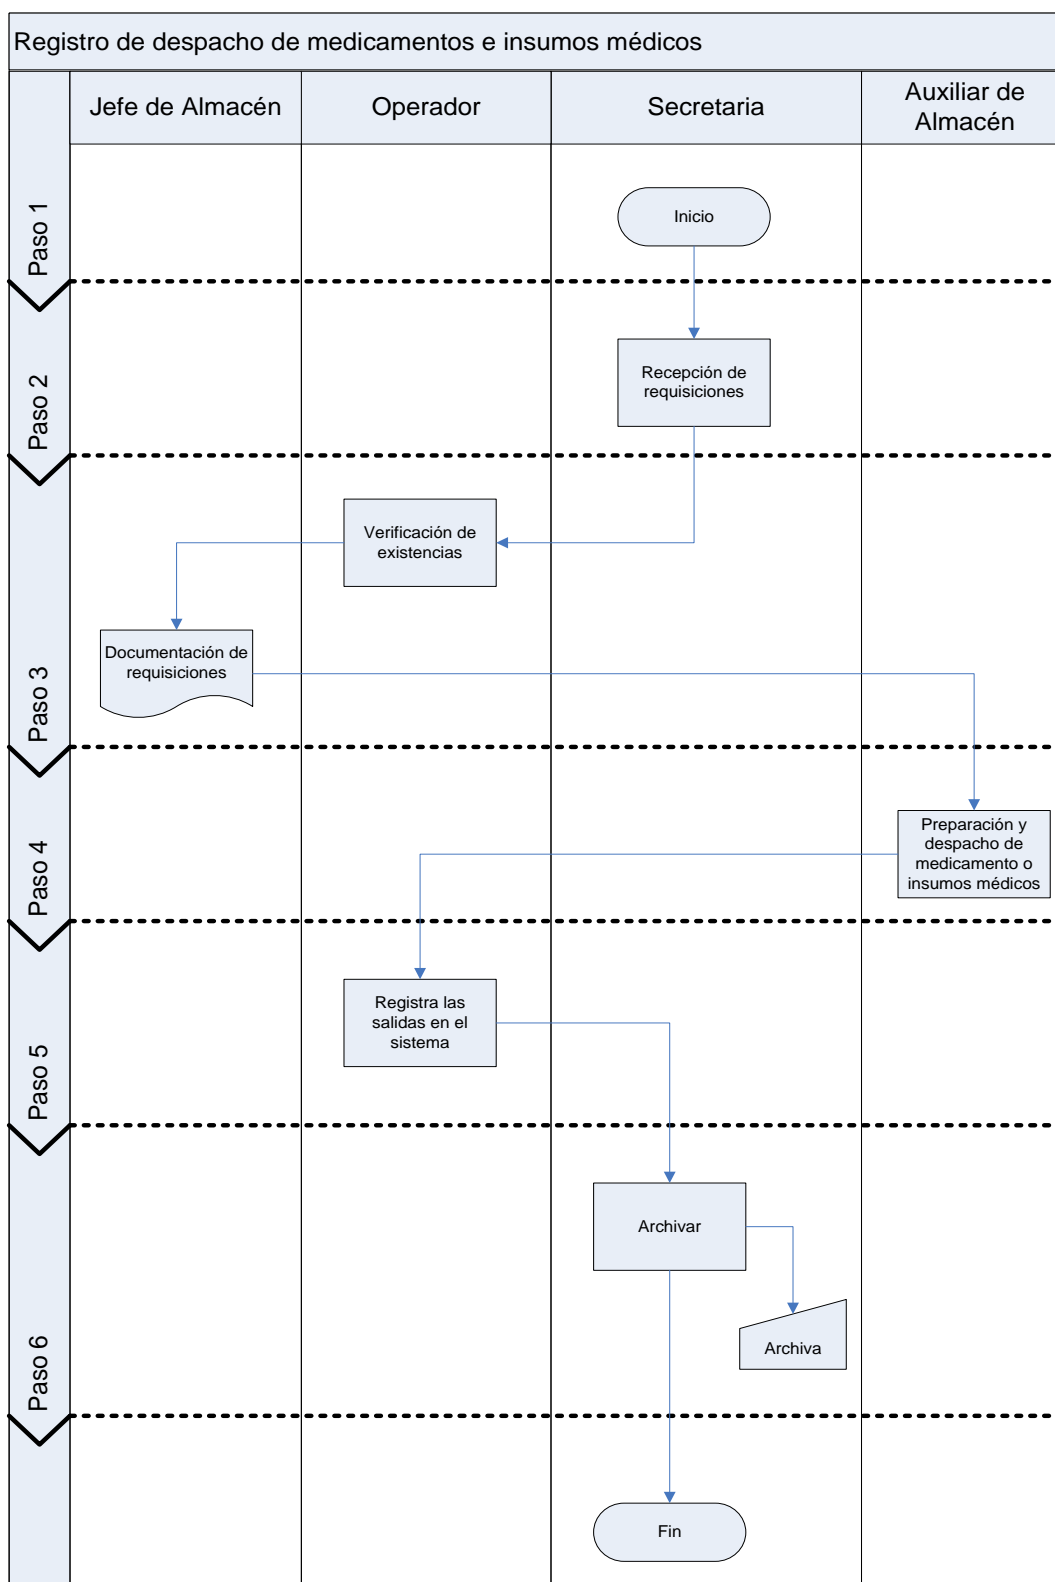 Registro de despacho de medicamentos e insumos médicos
Jefe de Almacén
Operador
Secretaria
Auxiliar de
Almacén
Paso 1
Inicio
Paso 2
Recepción de
requisiciones
Paso 3
Verificación de
existencias
Documentación de
requisiciones
Paso 4
Preparación y
despacho de
medicamento o
insumos médicos
Paso 5
Registra las
salidas en el
sistema
Paso 6
Archivar
Archiva
Fin